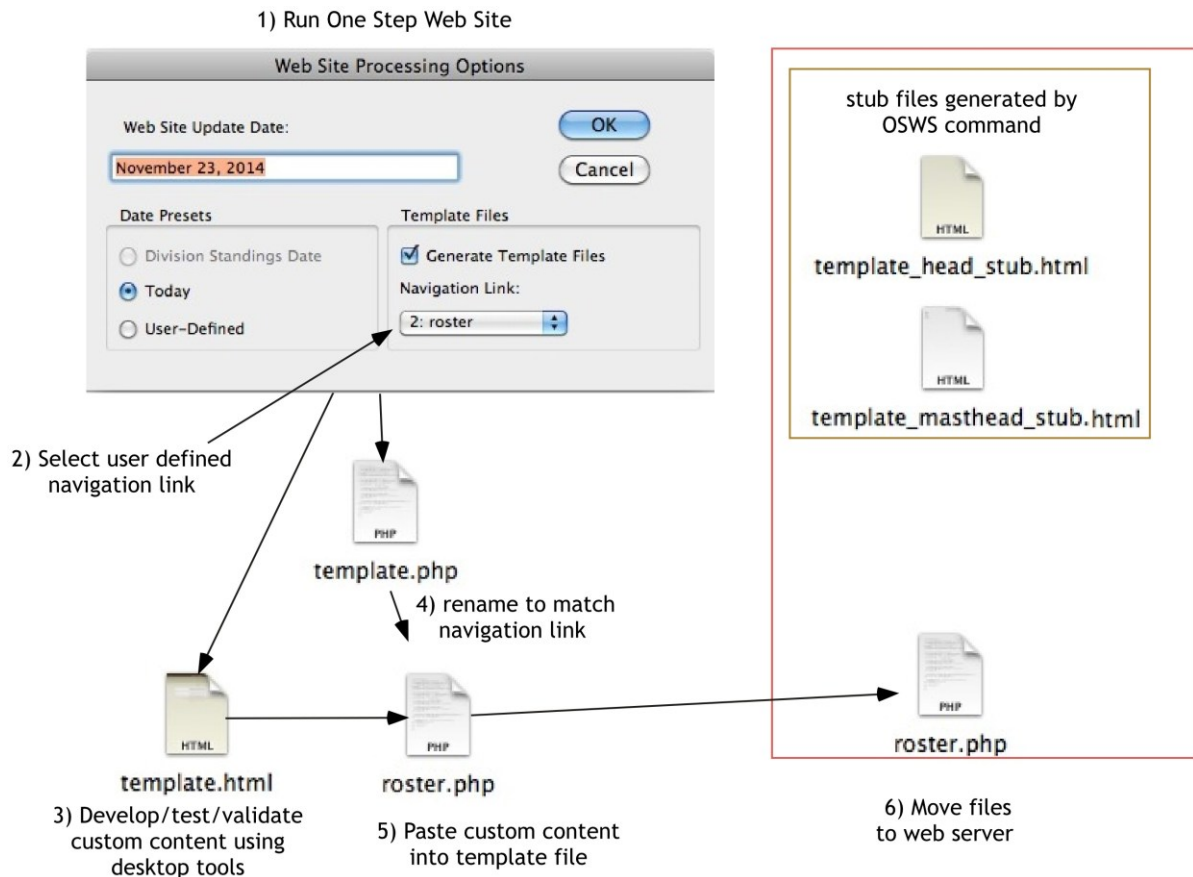 1) Run One Step Web Site
Web Site Processing Options
Web Site Update Date:
November 23, 2014
OK
Cancel
Date Presets
Division Standings Date
Today
User-Defined
Template Files
Generate Template Files
Navigation Link:
2: roster
stub files generated by
OSWS command
HTML
template_head_stub.html
HTML
template_masthead_stub.html
2) Select user defined
navigation link
PHP
template.php
4) rename to match
navigation link
HTML
template.html
3) Develop/test/validate
custom content using
desktop tools
PHP
roster.php
5) Paste custom content
into template file
PHP
roster.php
6) Move files
to web server